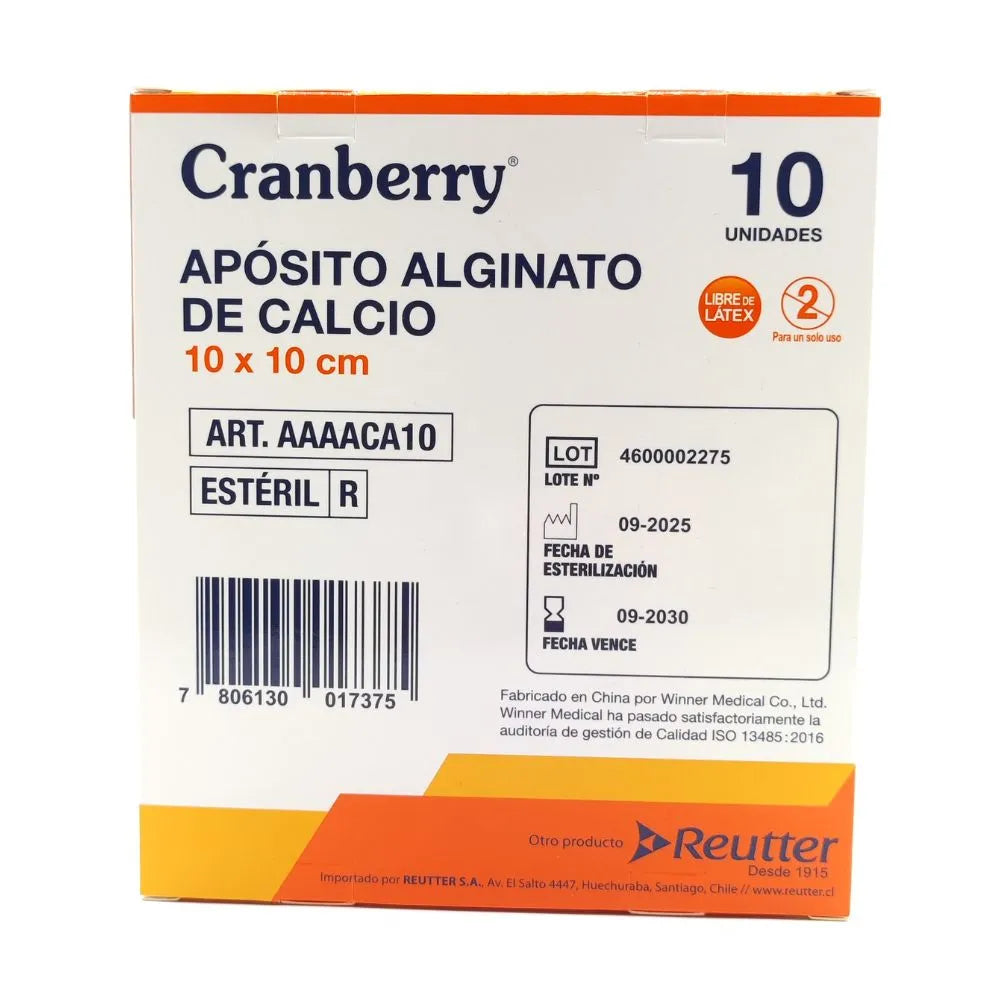 Cranberry®
10
UNIDADES
APÓSITO ALGINATO
DE CALCIO
10 x 10 cm
LIBRE DE
LÁTEX
2
Para un solo uso
ART. AAAACA10
ESTÉRIL R
LOT 4600002275
LOTE Nº
09-2025
FECHA DE
ESTERILIZACIÓN
09-2030
FECHA VENCE
7 806130 017375
Fabricado en China por Winner Medical Co., Ltd.
Winner Medical ha pasado satisfactoriamente la
auditoría de gestión de Calidad ISO 13485:2016
Otro producto Reutter
Desde 1915
Importado por REUTTER S.A., Av. El Salto 4447, Huechuraba, Santiago, Chile // www.reutter.cl